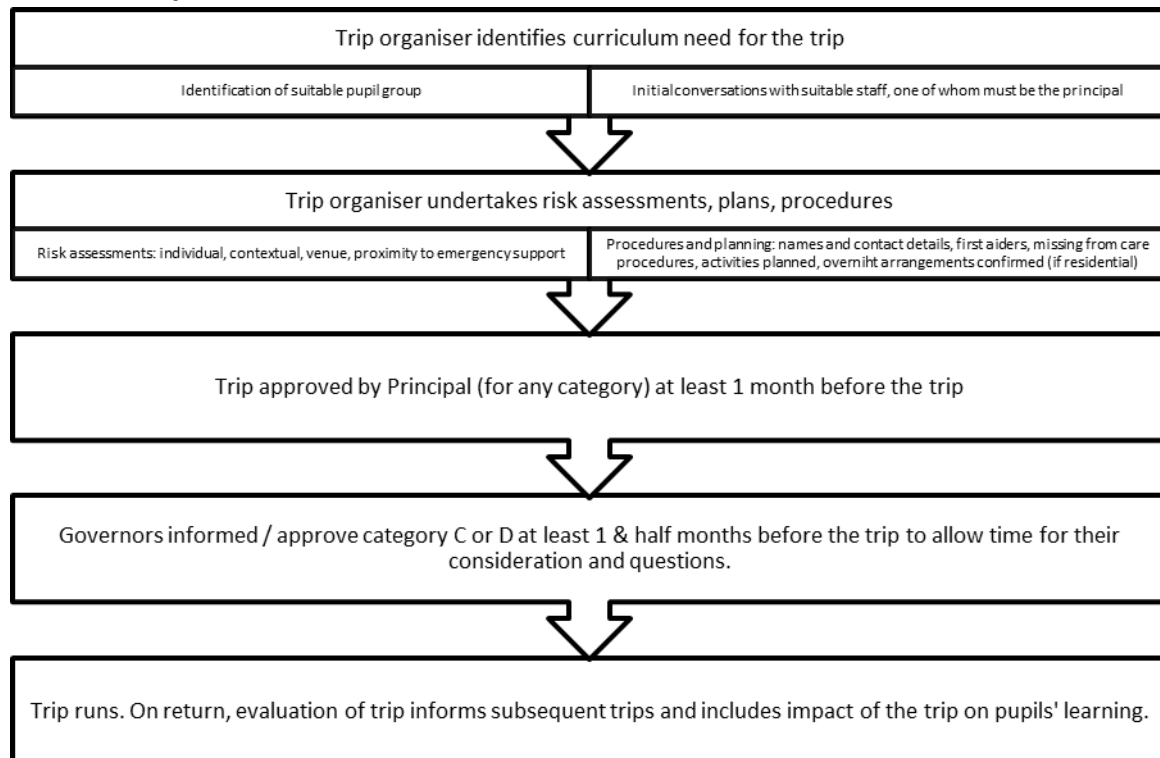 Trip organiser identifies curriculum need for the trip
Identification of suitable pupil group
Initial conversations with suitable staff, one of whom must be the principal
Trip organiser undertakes risk assessments, plans, procedures
Risk assessments: individual, contextual, venue, proximity to emergency support
Procedures and planning: names and contact details, first aiders, missing from care
procedures, activities planned, overniht arrangements confirmed (if residential)
Trip approved by Principal (for any category) at least 1 month before the trip
Governors informed / approve category C or D at least 1 & half months before the trip to allow time for their
consideration and questions.
Trip runs. On return, evaluation of trip informs subsequent trips and includes impact of the trip on pupils' learning.